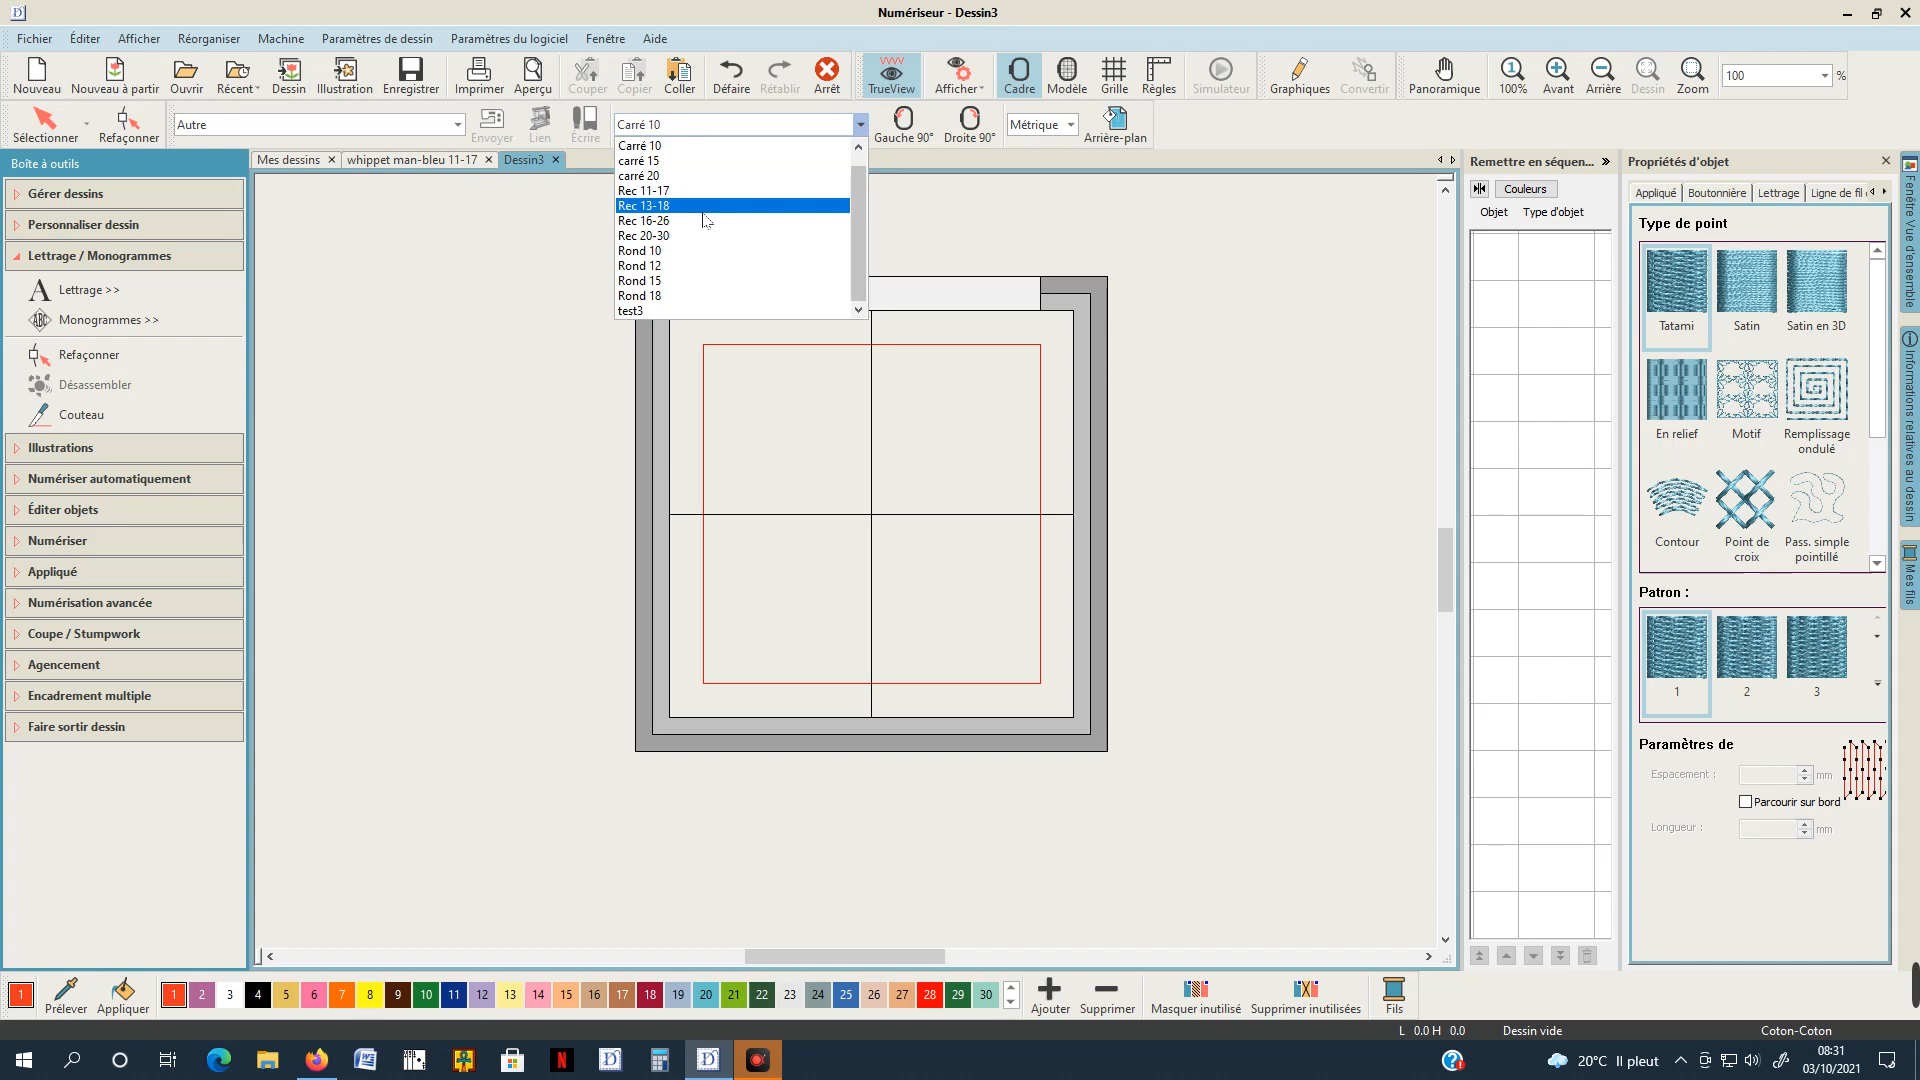 Numériseur - Dessin3
Fichier Éditer Afficher Réorganiser Machine Paramètres de dessin Paramètres du logiciel Fenêtre Aide
Nouveau Nouveau à partir Ouvrir Récent Dessin Illustration Enregistrer Imprimer Aperçu Couper Copier Coller Défaire Rétablir Arrêt TrueView Afficher Cadre Modèle Grille Règles Simulateur Graphiques Convertir Panoramique 100% Avant Arrière Dessin Zoom 100 %
Sélectionner Refaçonner Autre Envoyer Lien Écrire Carré 10 Gauche 90° Droite 90° Métrique Arrière-plan
Carré 10
carré 15
carré 20
Rec 11-17
Rec 13-18
Rec 16-26
Rec 20-30
Rond 10
Rond 12
Rond 15
Rond 18
test3
Boîte à outils
Mes dessins whippet man-bleu 11-17 Dessin3
Gérer dessins
Personnaliser dessin
Lettrage / Monogrammes
Lettrage >>
ABC
Monogrammes >>
Refaçonner
Désassembler
Couteau
Illustrations
Numériser automatiquement
Éditer objets
Numériser
Appliqué
Numérisation avancée
Coupe / Stumpwork
Agencement
Encadrement multiple
Faire sortir dessin
Remettre en séquen... »
Couleurs
Objet Type d'objet
Propriétés d'objet
Appliqué Boutonnière Lettrage Ligne de fil
Type de point
Tatami Satin Satin en 3D
En relief Motif Remplissage ondulé
Contour Point de croix Pass. simple pointillé
Patron :
1 2 3
Paramètres de
Espacement : mm
Parcourir sur bord
Longueur : mm
Fenêtre Vue d'ensemble
Informations relatives au dessin
Mes fils
1 Prélever Appliquer 1 2 3 4 5 6 7 8 9 10 11 12 13 14 15 16 17 18 19 20 21 22 23 24 25 26 27 28 29 30 Ajouter Supprimer Masquer inutilisé Supprimer inutilisées Fils
L 0.0 H 0.0 Dessin vide Coton-Coton
20°C Il pleut
08:31
03/10/2021